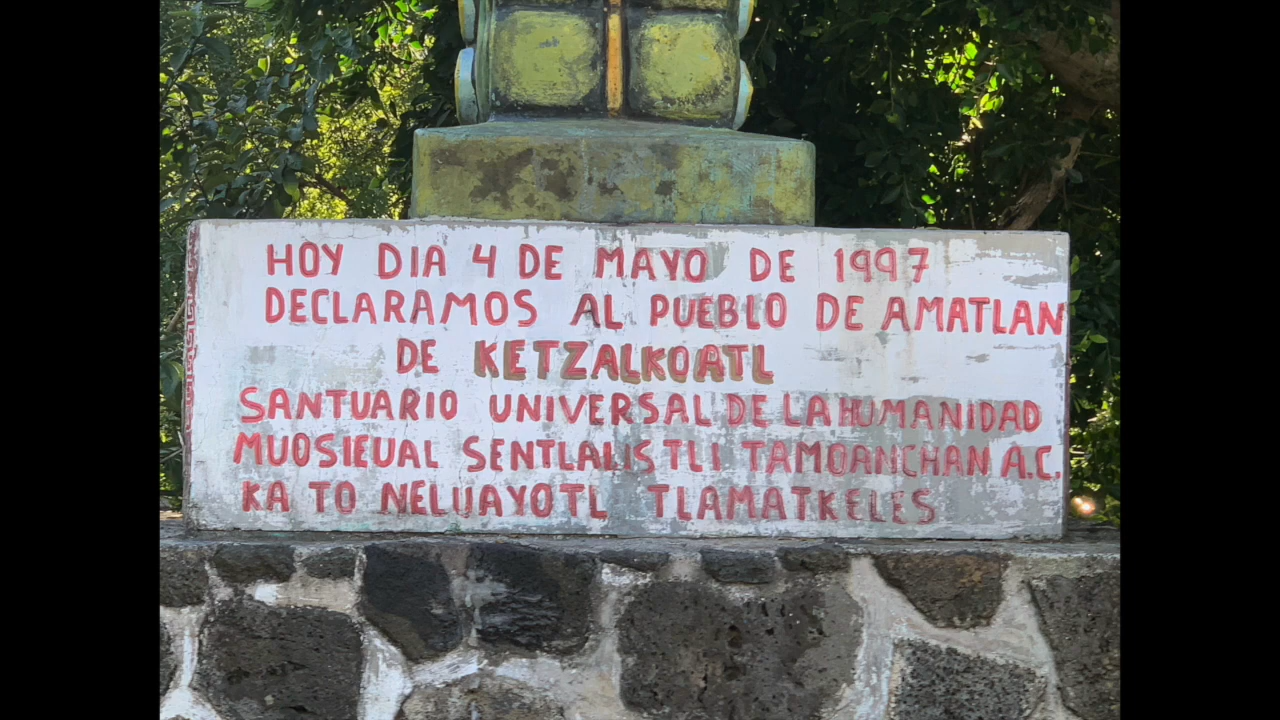 HOY DIA 4 DE MAYO DE 1997
DECLARAMOS AL PUEBLO DE AMATLAN
DE KETZALKOATL
SANTUARIO UNIVERSAL DE LA HUMANIDAD
MUOSIEUAL SENTLALISTLI TAMOANCHAN A.C.
KA TO NELUAYOTL TLAMATKELES